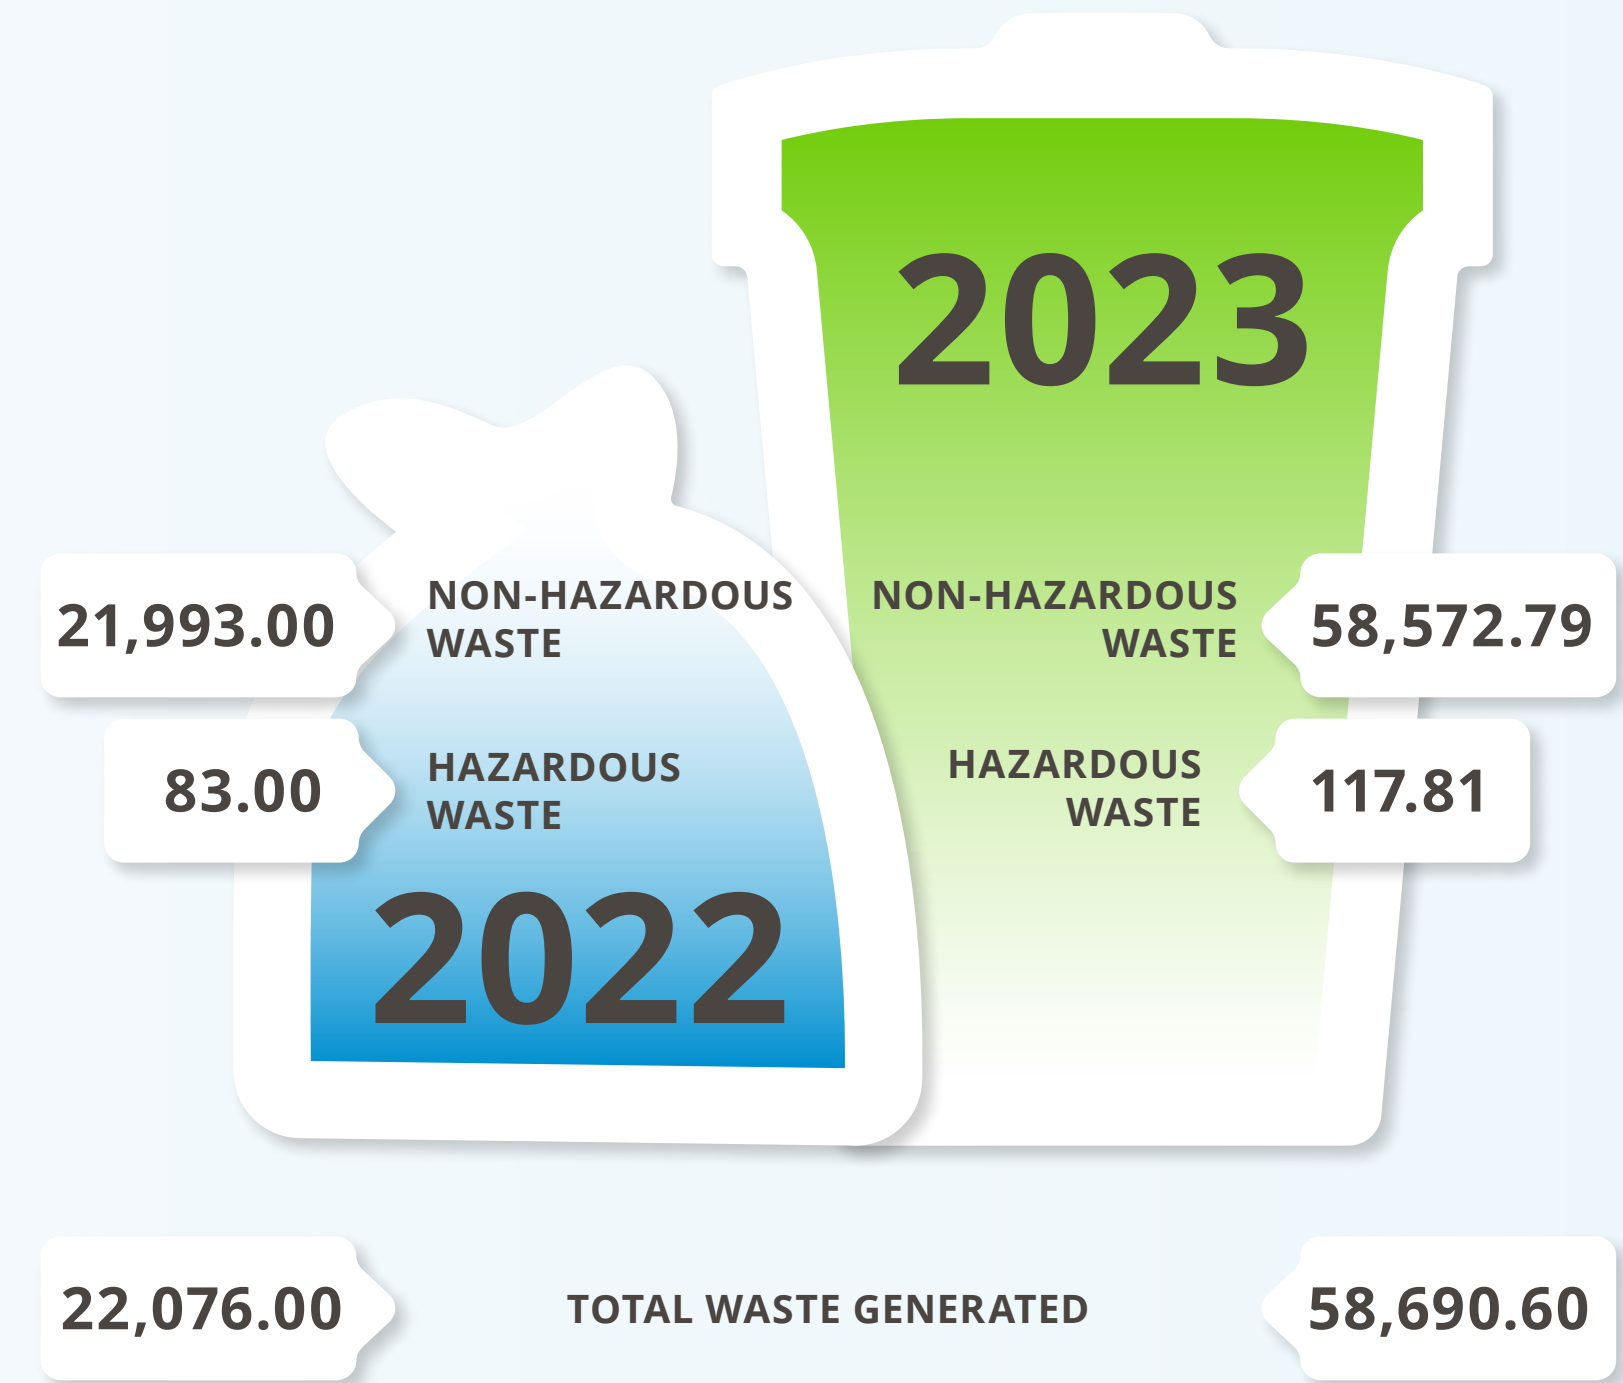 2023
NON-HAZARDOUS
WASTE
21,993.00
NON-HAZARDOUS
WASTE
58,572.79
HAZARDOUS
WASTE
83.00
HAZARDOUS
WASTE
117.81
2022
22,076.00
TOTAL WASTE GENERATED
58,690.60